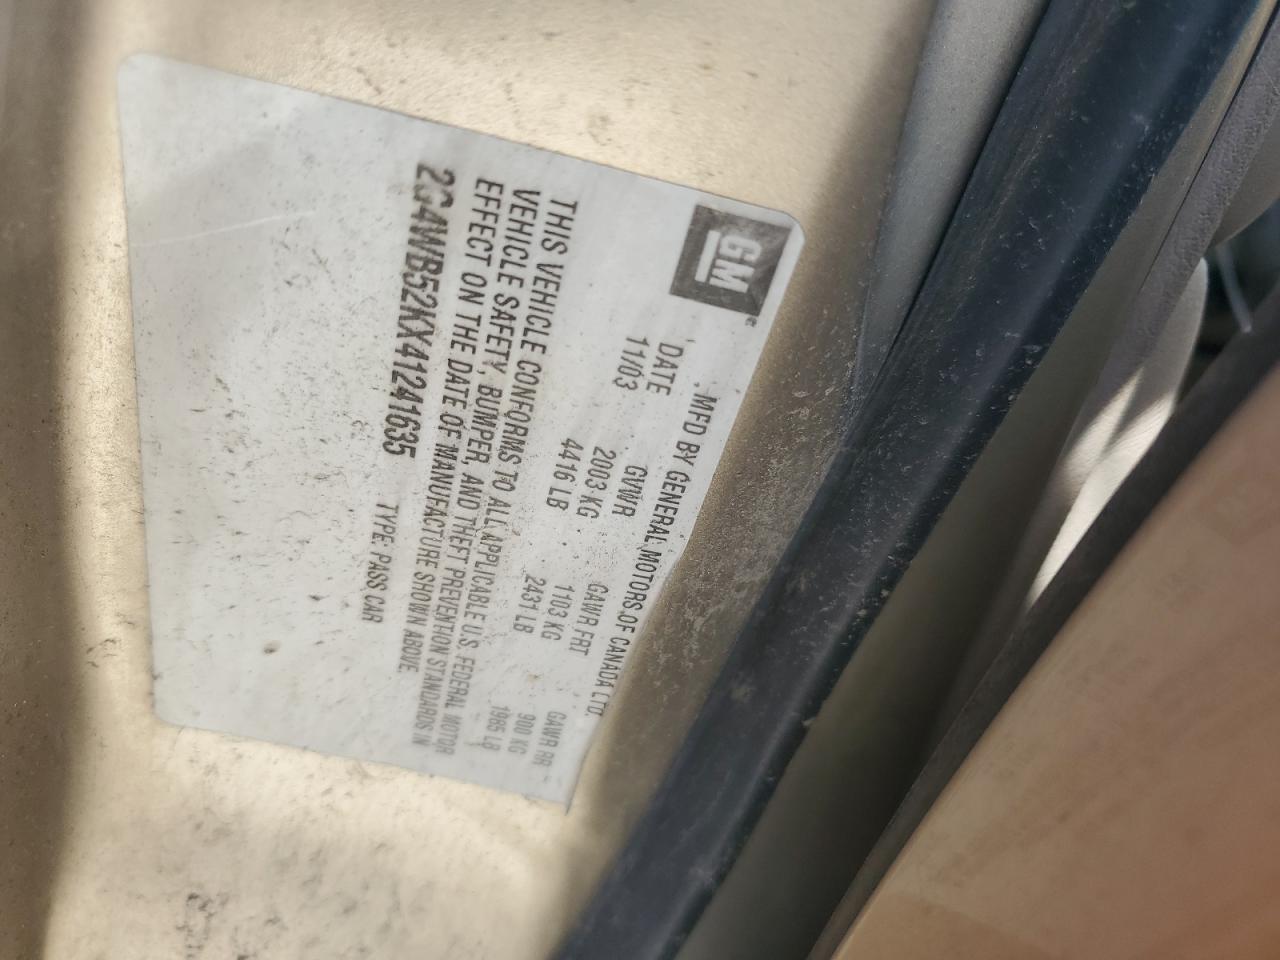 GM
MFD BY GENERAL MOTORS OF CANADA LTD.
DATE GVWR GAWR FRT GAWR RR
11/03 2003 KG 1103 KG 900 KG
4416 LB 2431 LB 1985 LB
THIS VEHICLE CONFORMS TO ALL APPLICABLE U.S. FEDERAL MOTOR
VEHICLE SAFETY, BUMPER, AND THEFT PREVENTION STANDARDS IN
EFFECT ON THE DATE OF MANUFACTURE SHOWN ABOVE.
2G4WB52KX41241635 TYPE: PASS CAR